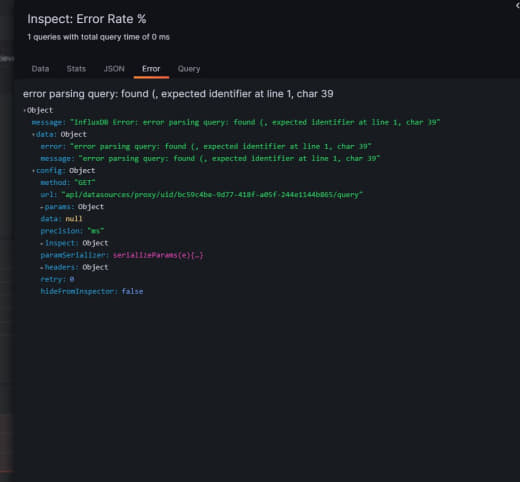 Inspect: Error Rate %
1 queries with total query time of 0 ms
Data Stats JSON Error Query
error parsing query: found (, expected identifier at line 1, char 39
Object
message: "InfluxDB Error: error parsing query: found (, expected identifier at line 1, char 39"
data: Object
error: "error parsing query: found (, expected identifier at line 1, char 39"
message: "error parsing query: found (, expected identifier at line 1, char 39"
config: Object
method: "GET"
url: "api/datasources/proxy/uid/bc59c4be-9d77-418f-a05f-244e1144b865/query"
params: Object
data: null
precision: "ms"
inspect: Object
paramSerializer: serializeParams(e){…}
headers: Object
retry: 0
hideFromInspector: false